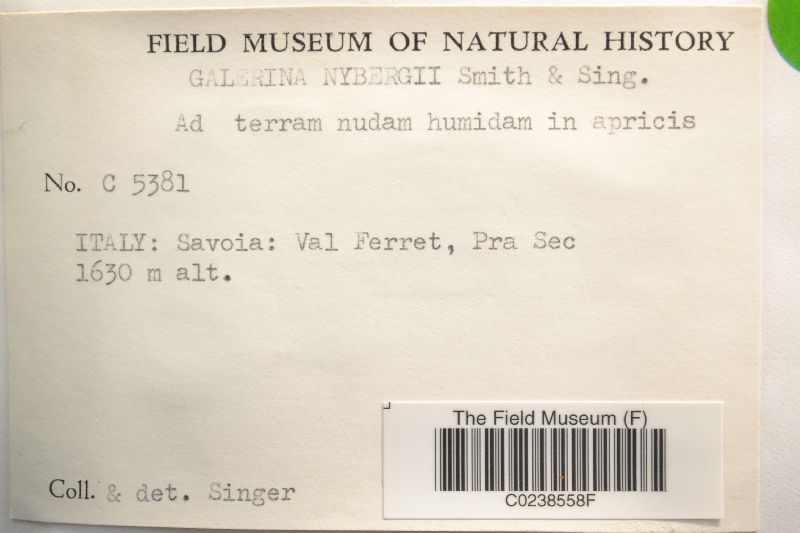 FIELD MUSEUM OF NATURAL HISTORY
GALERINA NYBERGII Smith & Sing.
Ad terram nudam humidam in apricis
No. C 5381
ITALY: Savoia: Val Ferret, Pra Sec
1630 m alt.
The Field Museum (F)
C0238558F
Coll. & det. Singer